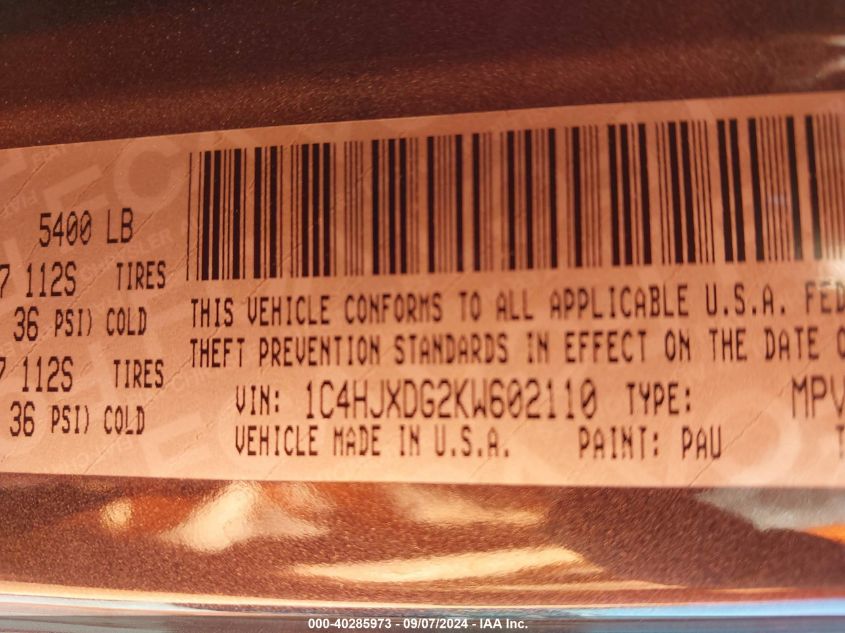 5400 LB
7 112S TIRES
36 PSI) COLD
7 112S TIRES
36 PSI) COLD
THIS VEHICLE CONFORMS TO ALL APPLICABLE U.S.A. FED
THEFT PREVENTION STANDARDS IN EFFECT ON THE DATE O
VIN: 1C4HJXDG2KW602110 TYPE: MPV
VEHICLE MADE IN U.S.A. PAINT: PAU T
000-40285973 - 09/07/2024 - IAA Inc.